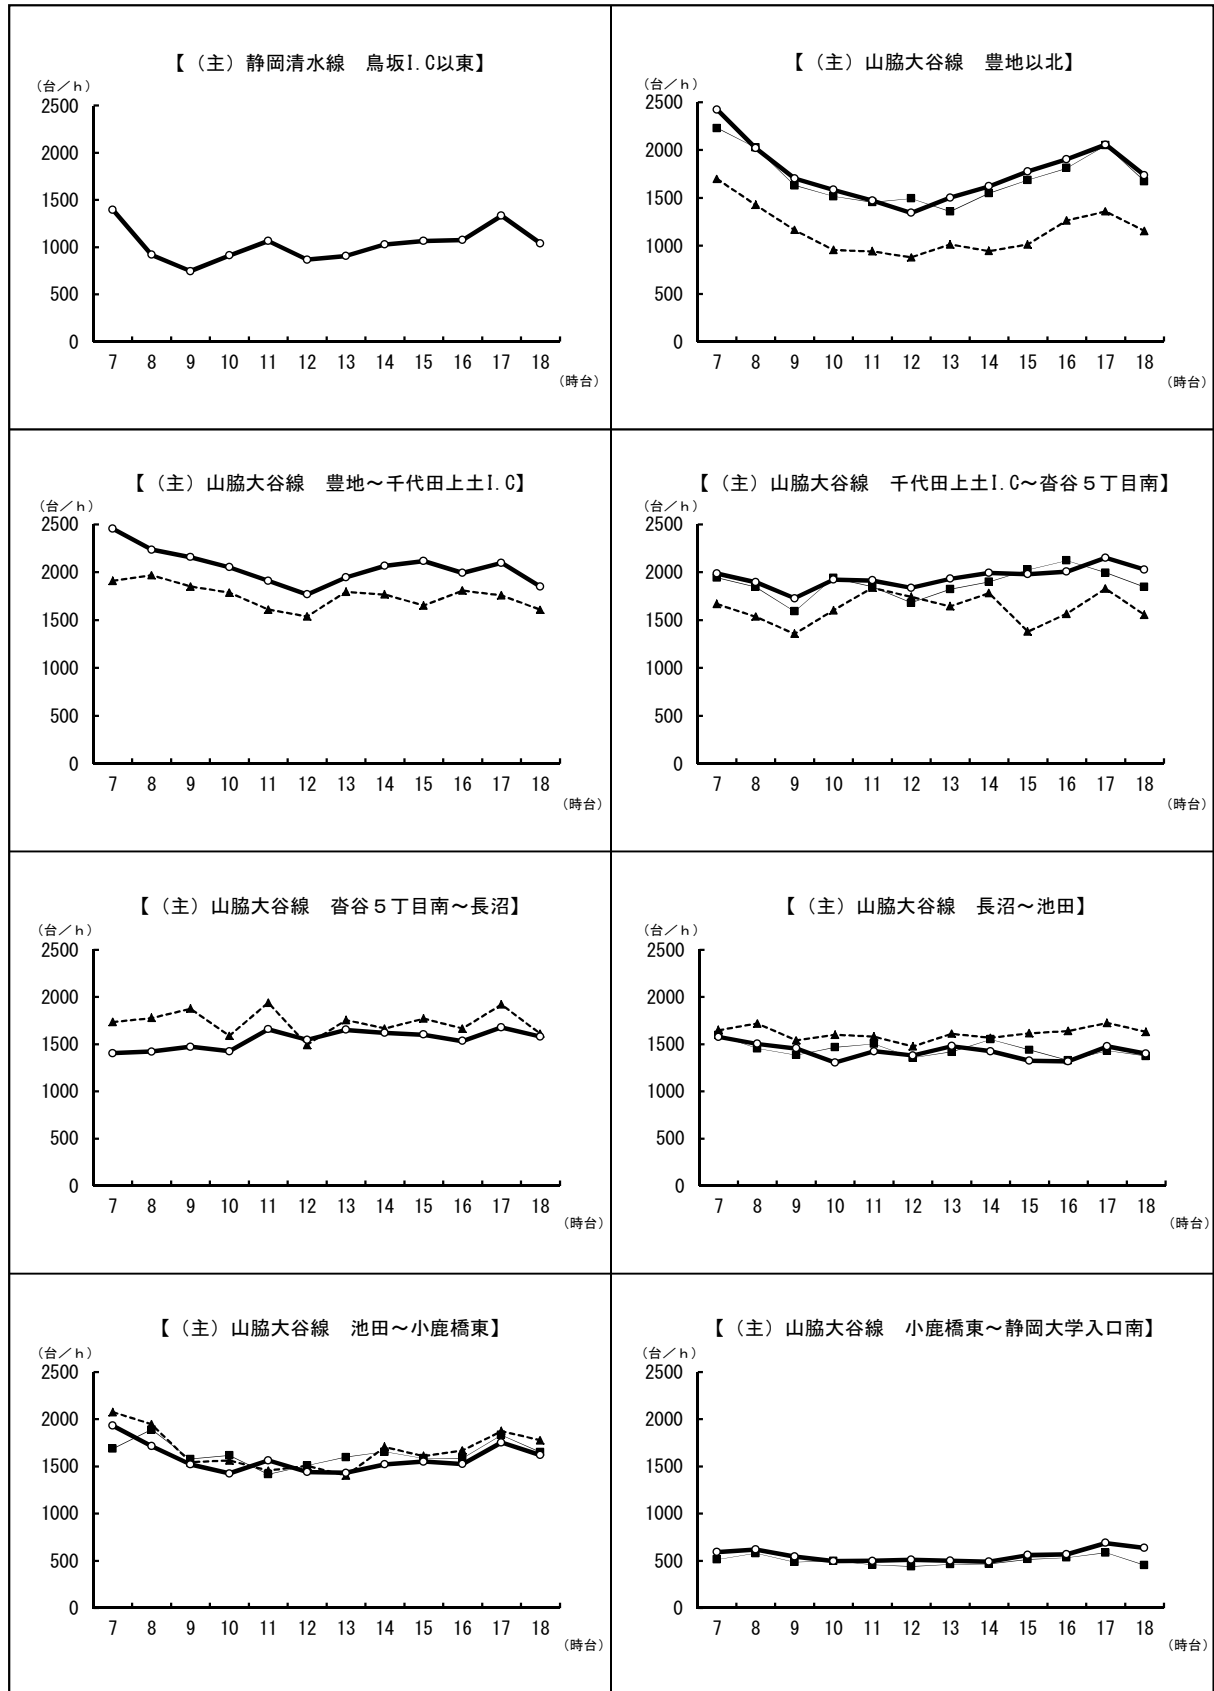 【（主）静岡清水線　鳥坂I.C以東】
（台／h）
2500
2000
1500
1000
500
0
7 8 9 10 11 12 13 14 15 16 17 18
（時台）
【（主）山脇大谷線　豊地以北】
（台／h）
2500
2000
1500
1000
500
0
7 8 9 10 11 12 13 14 15 16 17 18
（時台）
【（主）山脇大谷線　豊地～千代田上土I.C】
（台／h）
2500
2000
1500
1000
500
0
7 8 9 10 11 12 13 14 15 16 17 18
（時台）
【（主）山脇大谷線　千代田上土I.C～沓谷５丁目南】
（台／h）
2500
2000
1500
1000
500
0
7 8 9 10 11 12 13 14 15 16 17 18
（時台）
【（主）山脇大谷線　沓谷５丁目南～長沼】
（台／h）
2500
2000
1500
1000
500
0
7 8 9 10 11 12 13 14 15 16 17 18
（時台）
【（主）山脇大谷線　長沼～池田】
（台／h）
2500
2000
1500
1000
500
0
7 8 9 10 11 12 13 14 15 16 17 18
（時台）
【（主）山脇大谷線　池田～小鹿橋東】
（台／h）
2500
2000
1500
1000
500
0
7 8 9 10 11 12 13 14 15 16 17 18
（時台）
【（主）山脇大谷線　小鹿橋東～静岡大学入口南】
（台／h）
2500
2000
1500
1000
500
0
7 8 9 10 11 12 13 14 15 16 17 18
（時台）